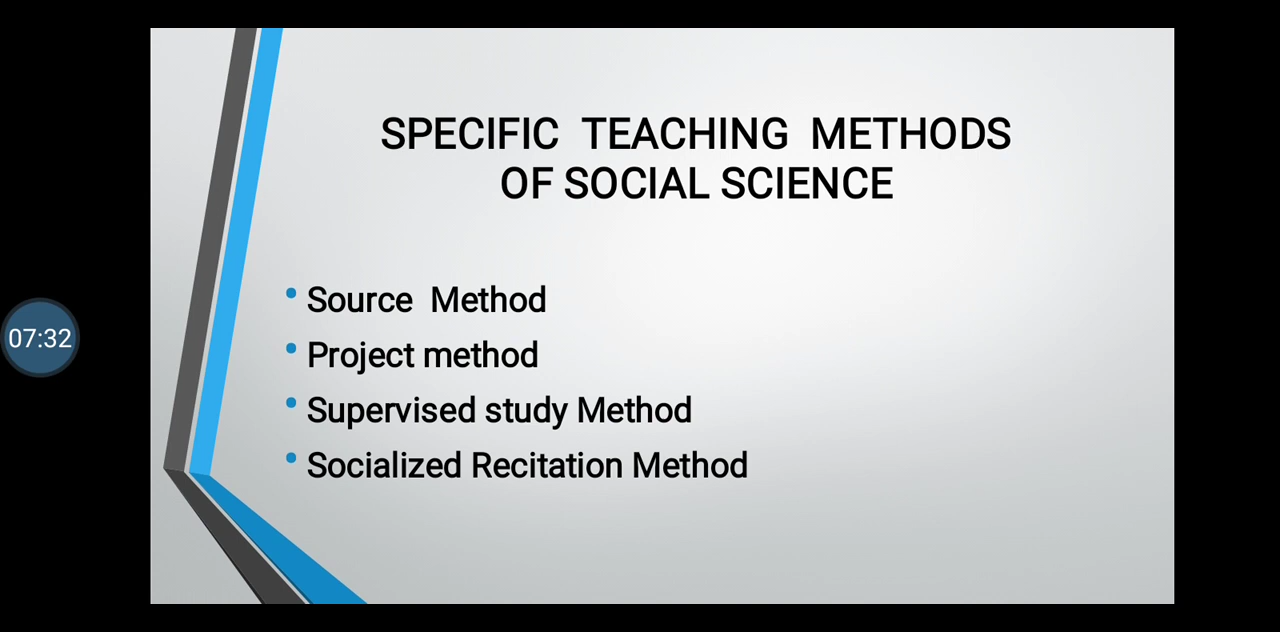 SPECIFIC TEACHING METHODS
OF SOCIAL SCIENCE
07:32
• Source Method
• Project method
• Supervised study Method
• Socialized Recitation Method